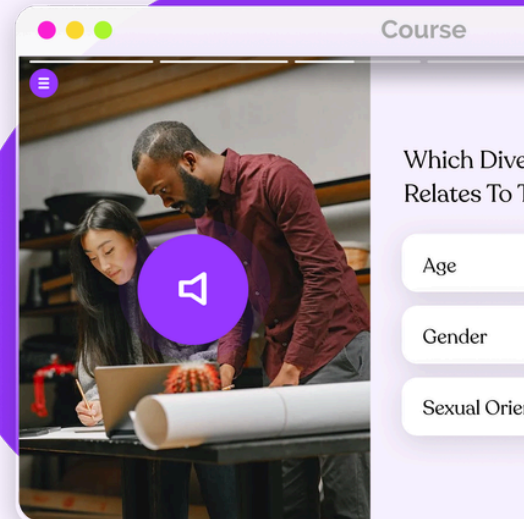 Course
Which Dive
Relates To T
Age
Gender
Sexual Orie